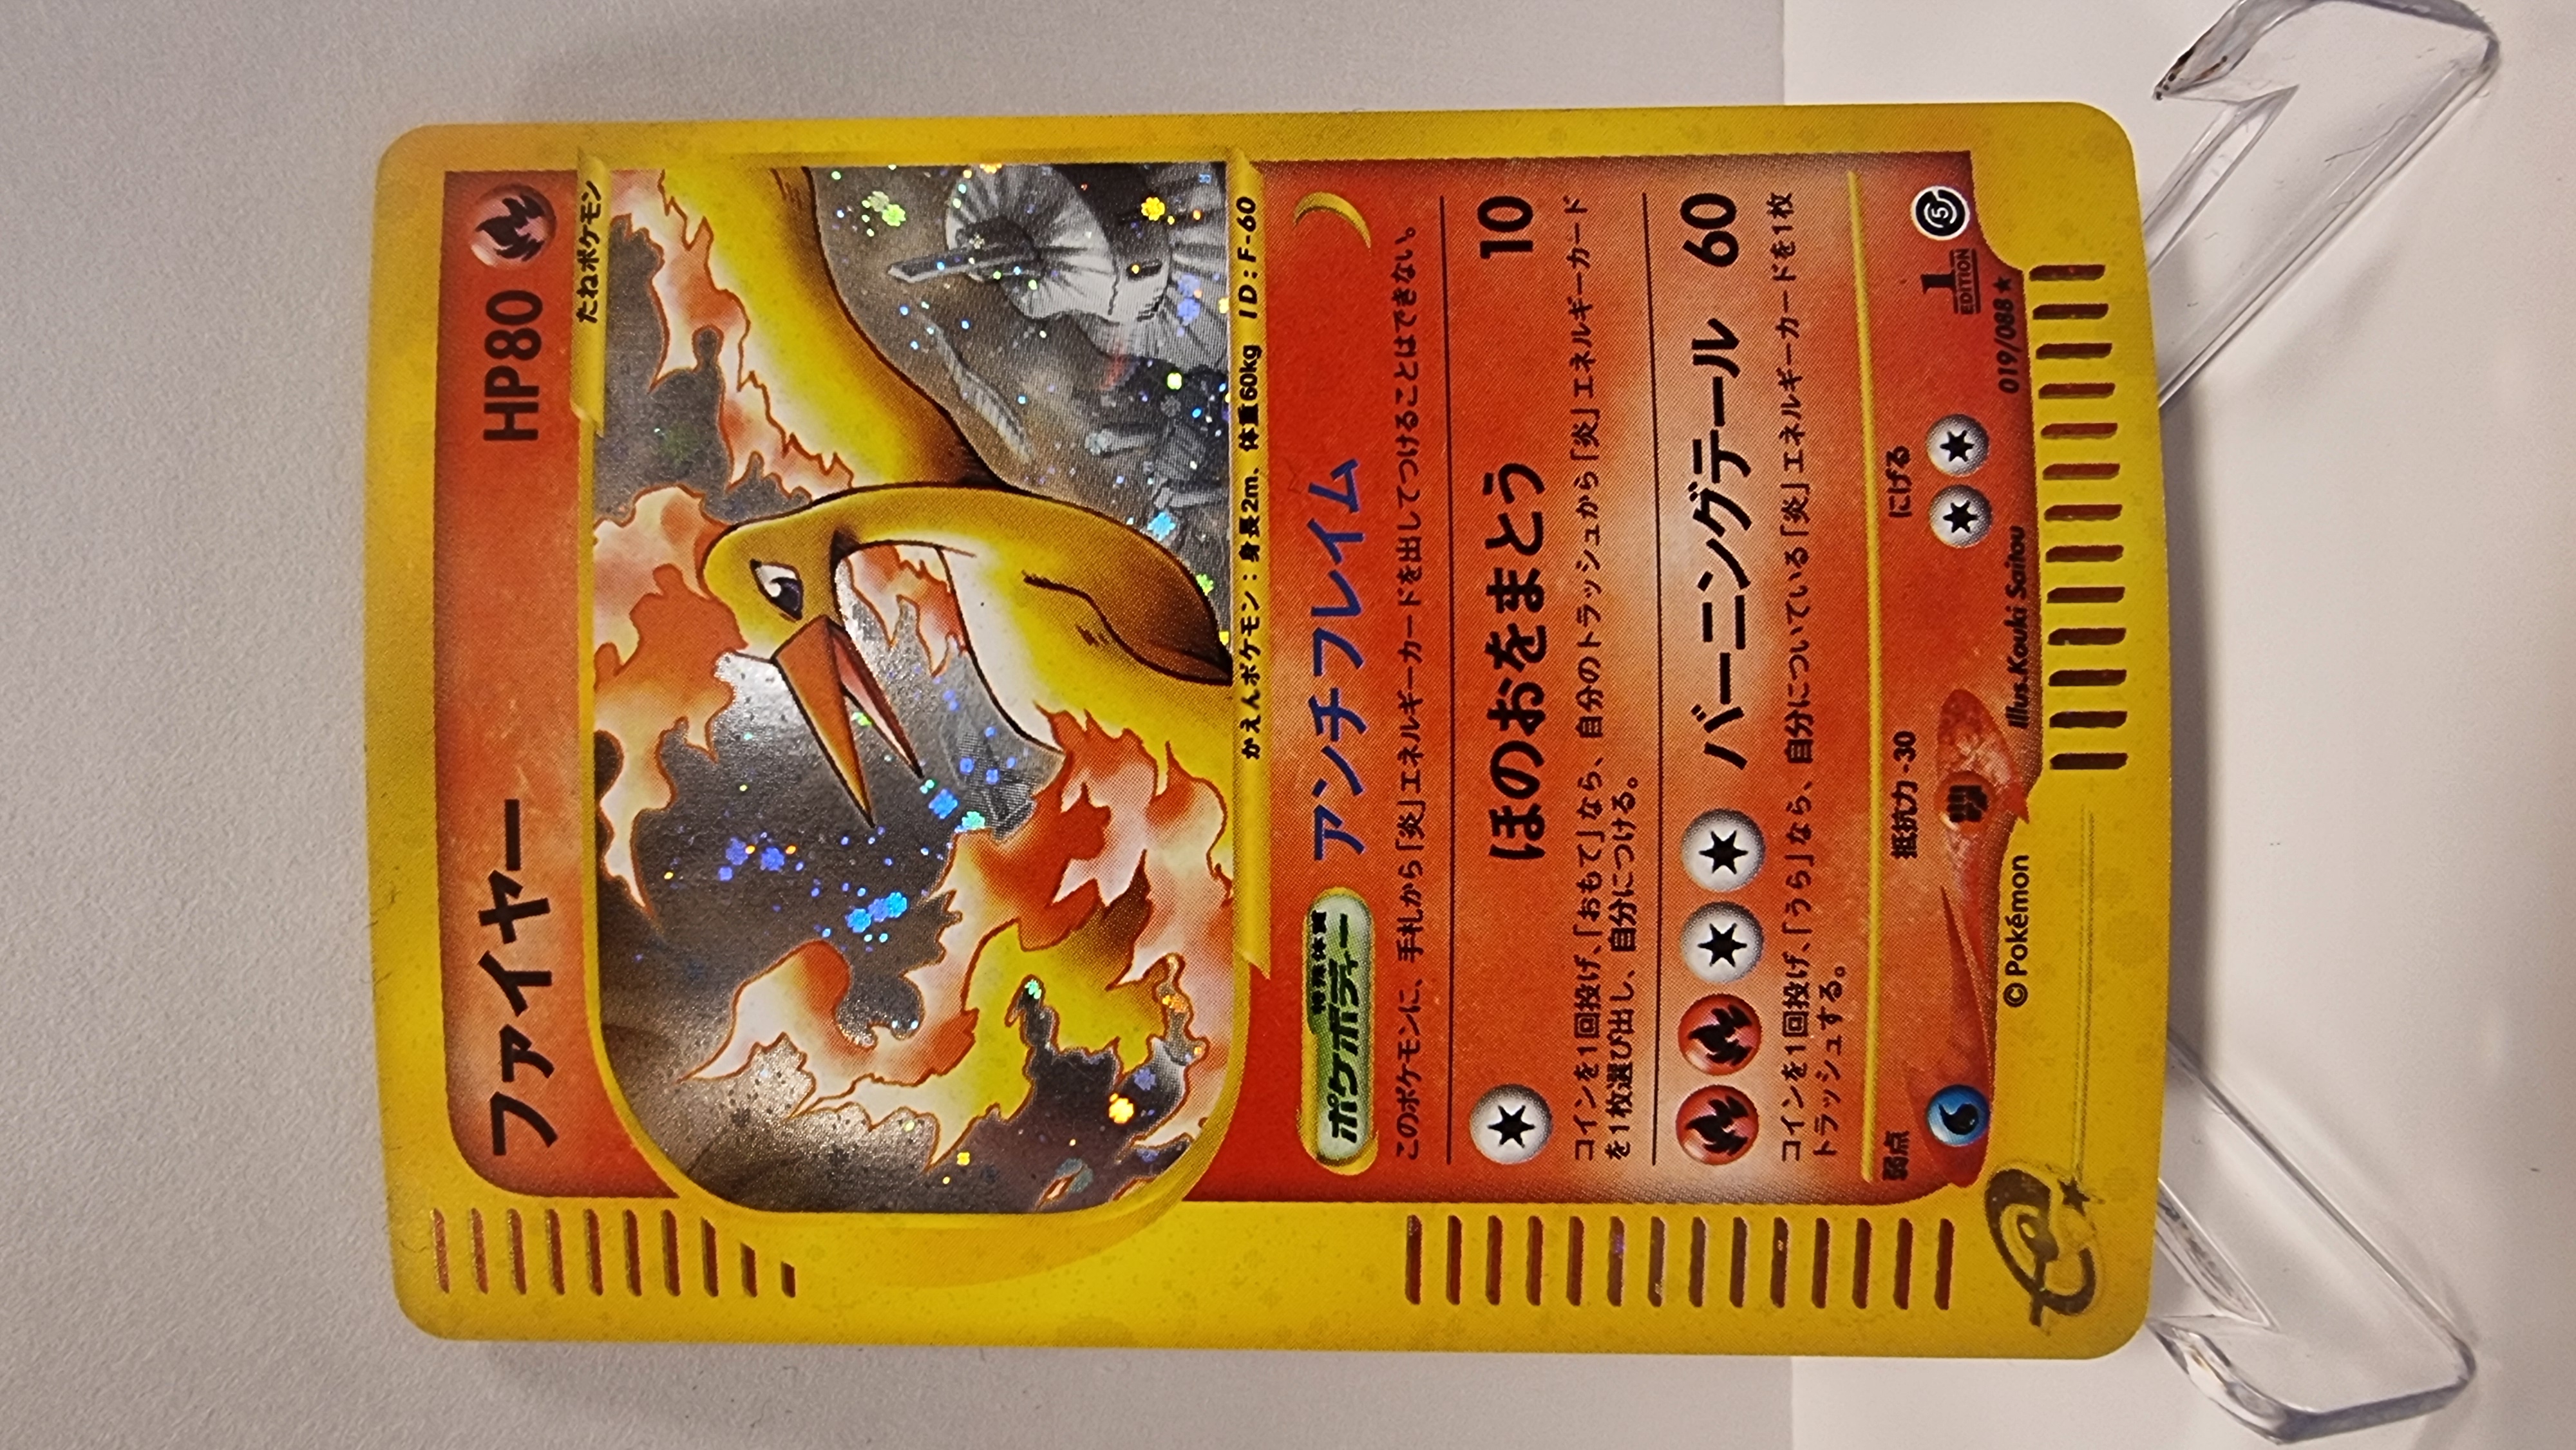 ファイヤー HP80
たねポケモン
かえんポケモン：身長2m、体重60kg ID：F-60
特殊体質
ポケボディー アンチフレイム
このポケモンに、手札から「炎」エネルギーカードを出してつけることはできない。
ほのおをまとう 10
コインを1回投げ、「おもて」なら、自分のトラッシュから「炎」エネルギーカード
を1枚選び出し、自分につける。
バーニングテール 60
コインを1回投げ、「うら」なら、自分についている「炎」エネルギーカードを1枚
トラッシュする。
弱点 抵抗力 -30 にげる
1 EDITION
5
Illus.Kouki Saitou 019/088★
©Pokémon
e